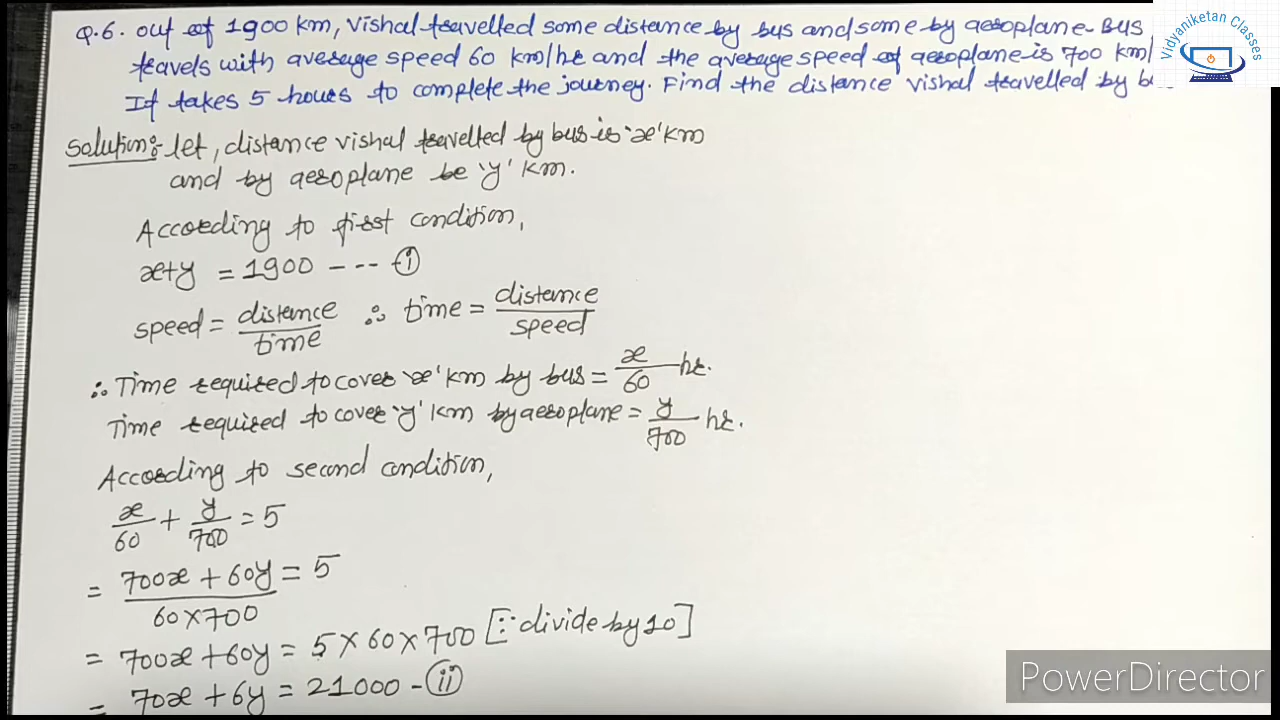 Q.6. Out of 1900 km, Vishal travelled some distance by bus and some by aeroplane. Bus
travels with average speed 60 km/hr and the average speed of aeroplane is 700 km/
It takes 5 hours to complete the journey. Find the distance Vishal travelled by b
Solution:- let, distance vishal travelled by bus is 'x' km
and by aeroplane be 'y' km.
According to first condition,
x+y = 1900 --- (i)
speed = distance/time ∴ time = distance/speed
∴ Time required to cover 'x' km by bus = x/60 hr.
Time required to cover 'y' km by aeroplane = y/700 hr.
According to second condition,
x/60 + y/700 = 5
= 700x + 60y/60×700 = 5
= 700x + 60y = 5 × 60 × 700 [∵ divide by 10]
= 70x + 6y = 21000 - (ii)
Vidyaniketan Classes
PowerDirector